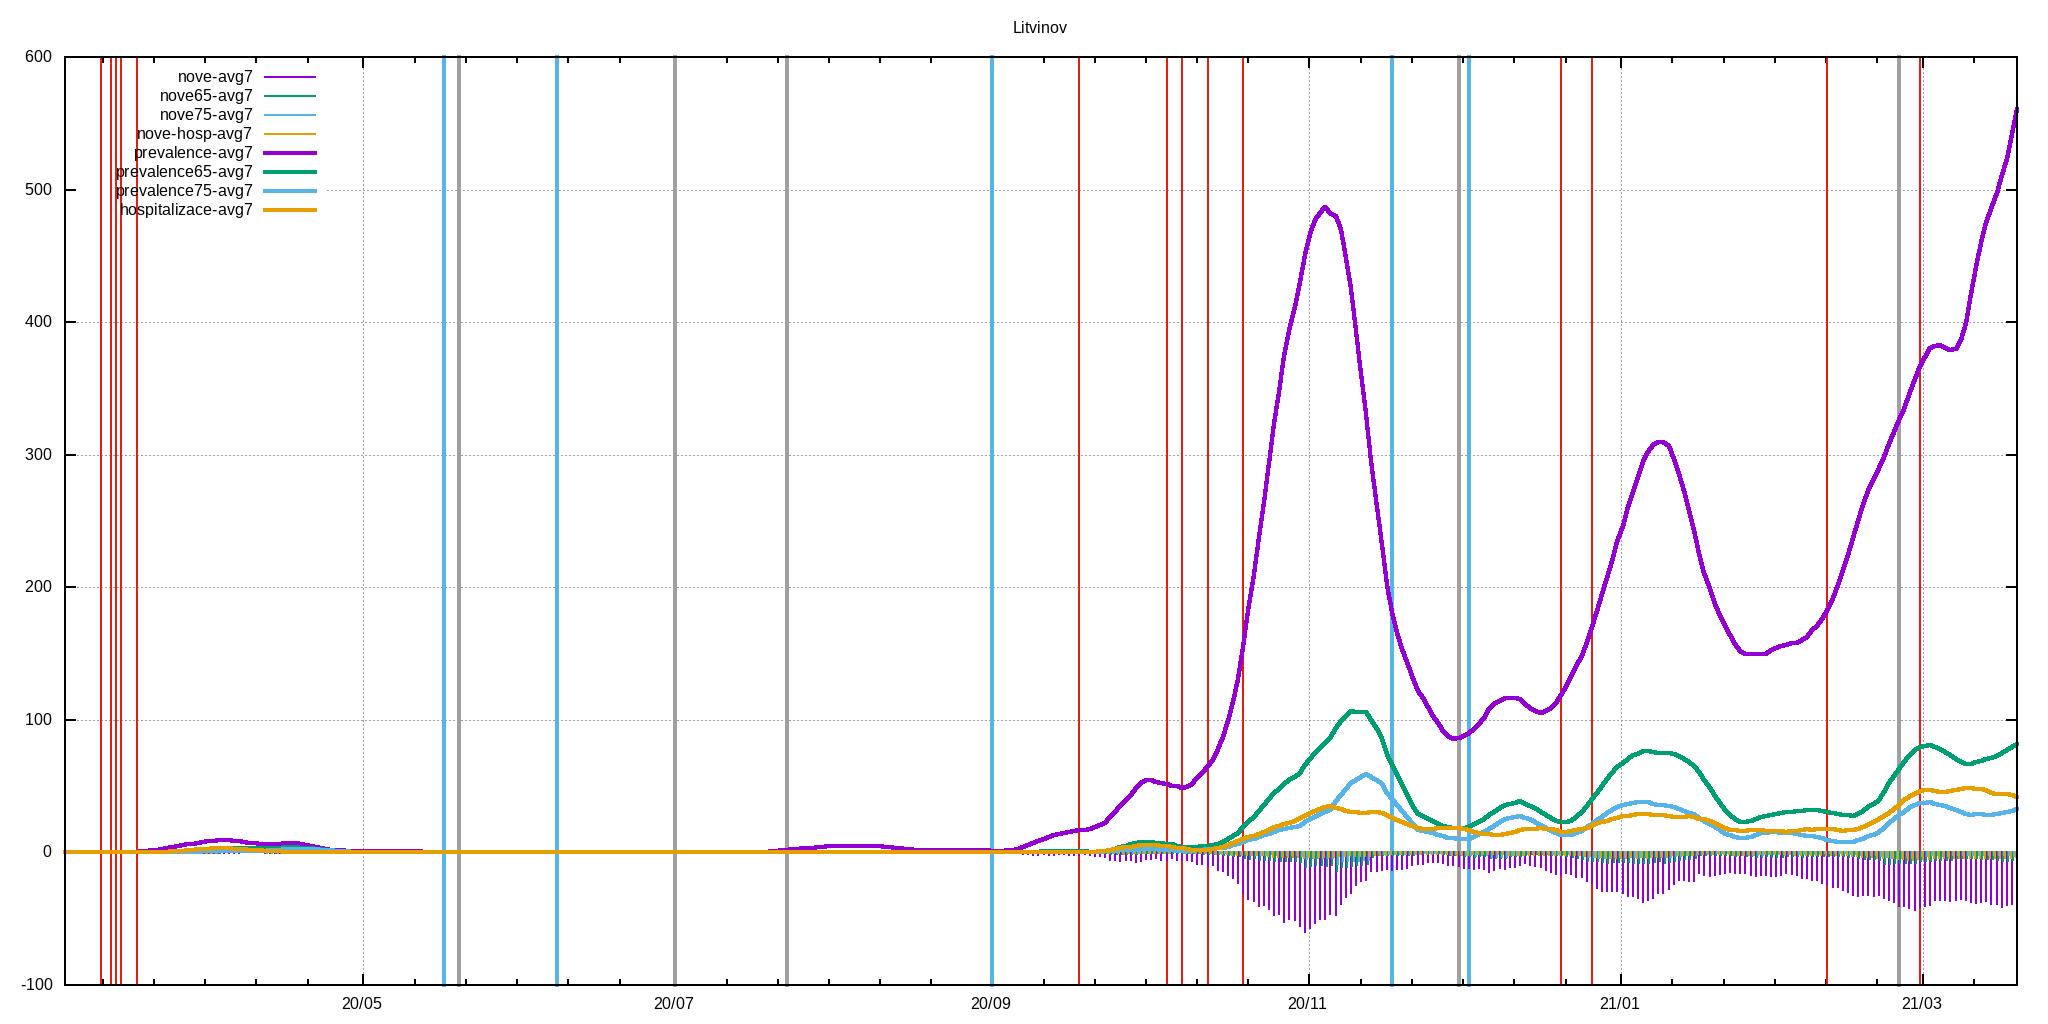 Litvinov
600
500
400
300
200
100
0
-100
nove-avg7
nove65-avg7
nove75-avg7
nove-hosp-avg7
prevalence-avg7
prevalence65-avg7
prevalence75-avg7
hospitalizace-avg7
20/05
20/07
20/09
20/11
21/01
21/03